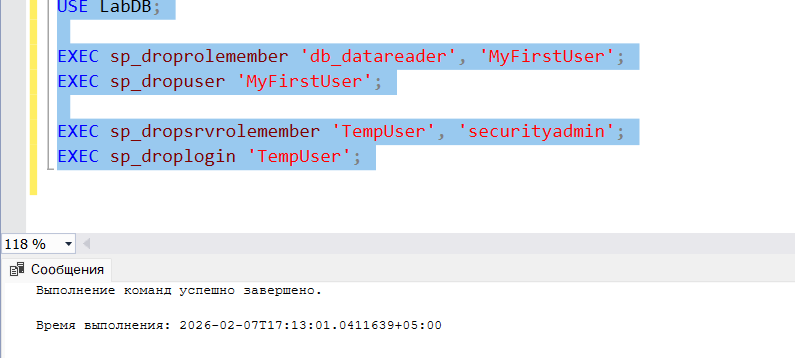 USE LabDB;
EXEC sp_droprolemember 'db_datareader', 'MyFirstUser';
EXEC sp_dropuser 'MyFirstUser';
EXEC sp_dropsrvrolemember 'TempUser', 'securityadmin';
EXEC sp_droplogin 'TempUser';
118 %
Сообщения
Выполнение команд успешно завершено.
Время выполнения: 2026-02-07T17:13:01.0411639+05:00